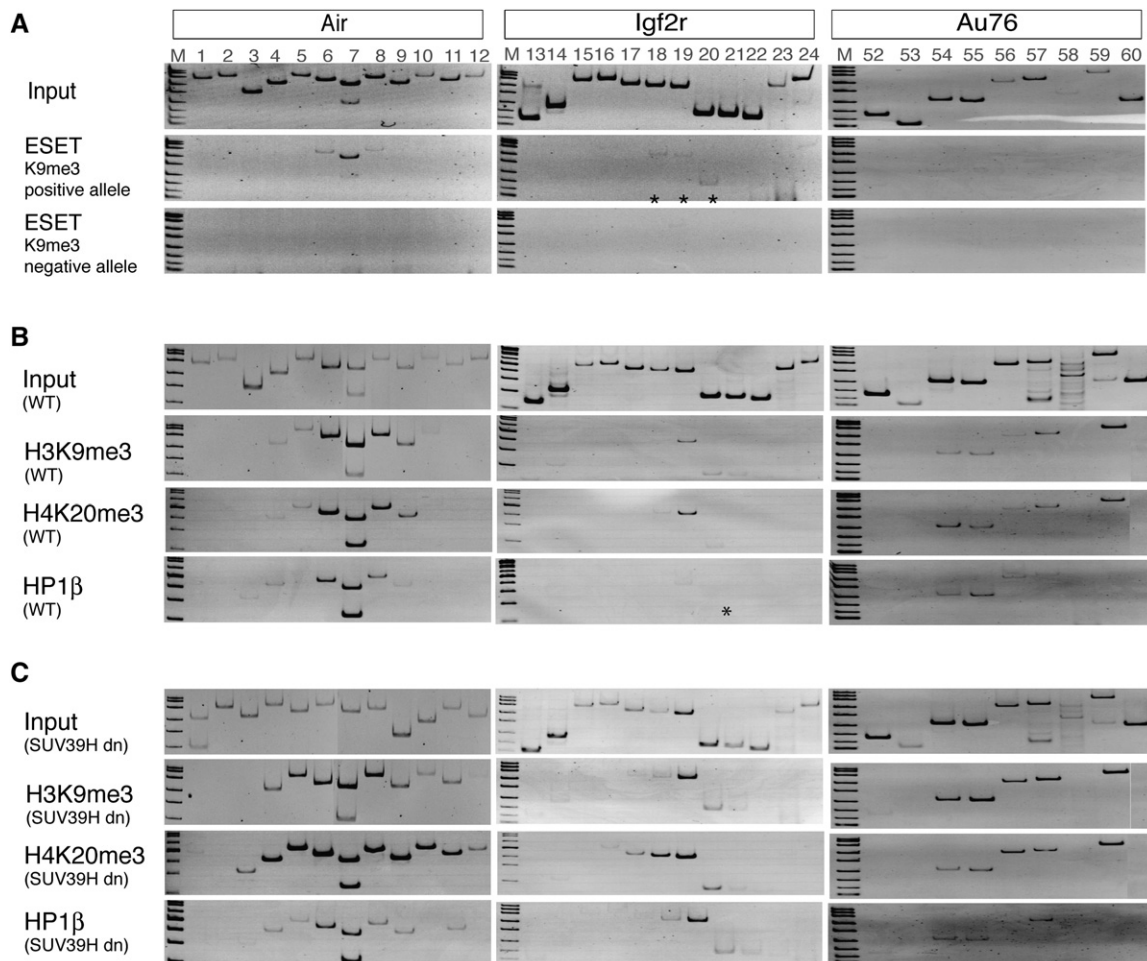 A
Air
Igf2r
Au76
M 1 2 3 4 5 6 7 8 9 10 11 12
M 13 14 15 16 17 18 19 20 21 22 23 24
M 52 53 54 55 56 57 58 59 60
Input
ESET
K9me3
positive allele
* * *
ESET
K9me3
negative allele
B
Input
(WT)
H3K9me3
(WT)
H4K20me3
(WT)
HP1β
(WT)
*
C
Input
(SUV39H dn)
H3K9me3
(SUV39H dn)
H4K20me3
(SUV39H dn)
HP1β
(SUV39H dn)